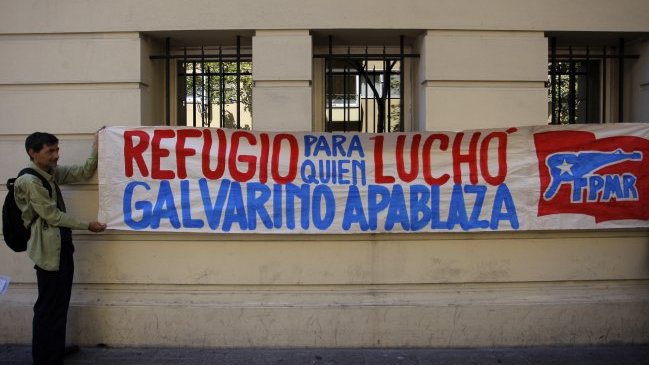 REFUGIO PARA QUIEN LUCHÓ
GALVARINO APABLAZA
FPMR